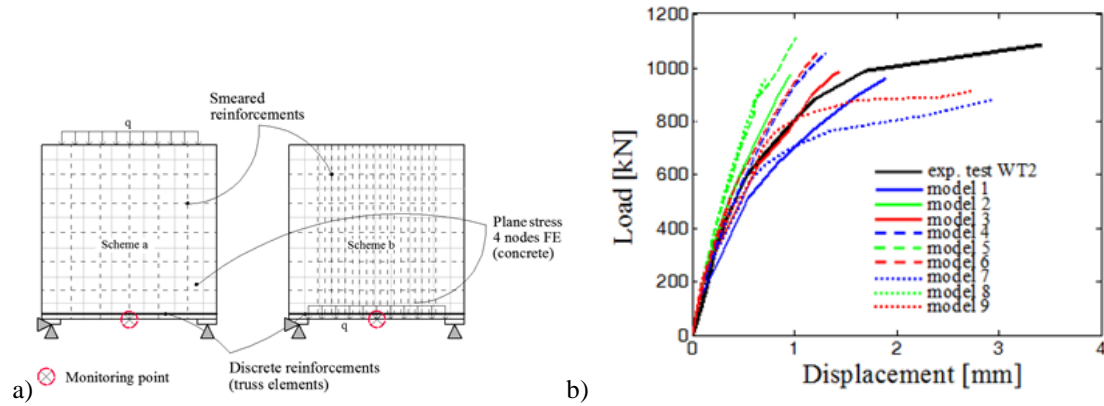 q
Smeared
reinforcements
Scheme a
Scheme b
Plane stress
4 nodes FE
(concrete)
q
Discrete reinforcements
(truss elements)
Monitoring point
a)
b)
Load [kN]
1200
1000
800
600
400
200
0
exp. test WT2
model 1
model 2
model 3
model 4
model 5
model 6
model 7
model 8
model 9
0 1 2 3 4
Displacement [mm]